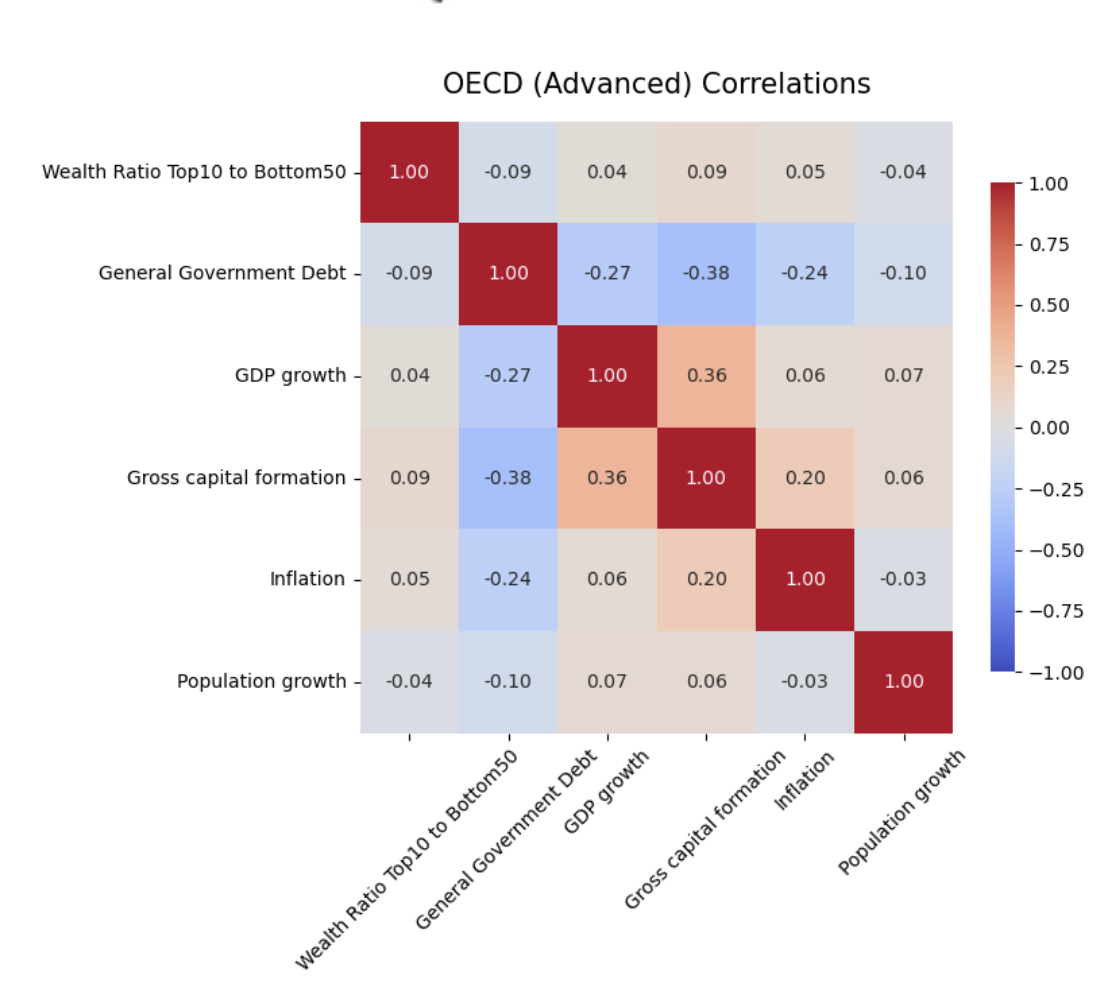 OECD (Advanced) Correlations
Wealth Ratio Top10 to Bottom50 1.00 -0.09 0.04 0.09 0.05 -0.04
General Government Debt -0.09 1.00 -0.27 -0.38 -0.24 -0.10
GDP growth 0.04 -0.27 1.00 0.36 0.06 0.07
Gross capital formation 0.09 -0.38 0.36 1.00 0.20 0.06
Inflation 0.05 -0.24 0.06 0.20 1.00 -0.03
Population growth -0.04 -0.10 0.07 0.06 -0.03 1.00
Wealth Ratio Top10 to Bottom50
General Government Debt
GDP growth
Gross capital formation
Inflation
Population growth
1.00
0.75
0.50
0.25
0.00
−0.25
−0.50
−0.75
−1.00